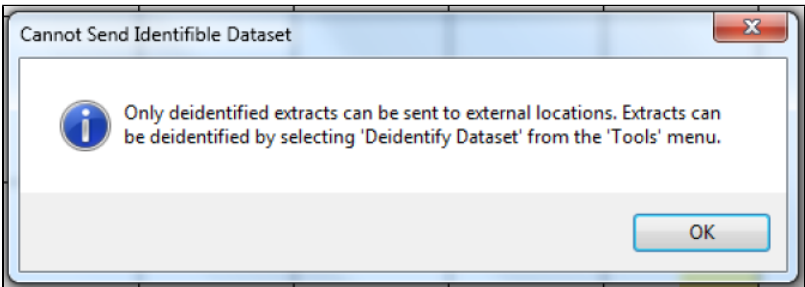 Cannot Send Identifible Dataset
Only deidentified extracts can be sent to external locations. Extracts can
be deidentified by selecting 'Deidentify Dataset' from the 'Tools' menu.
OK